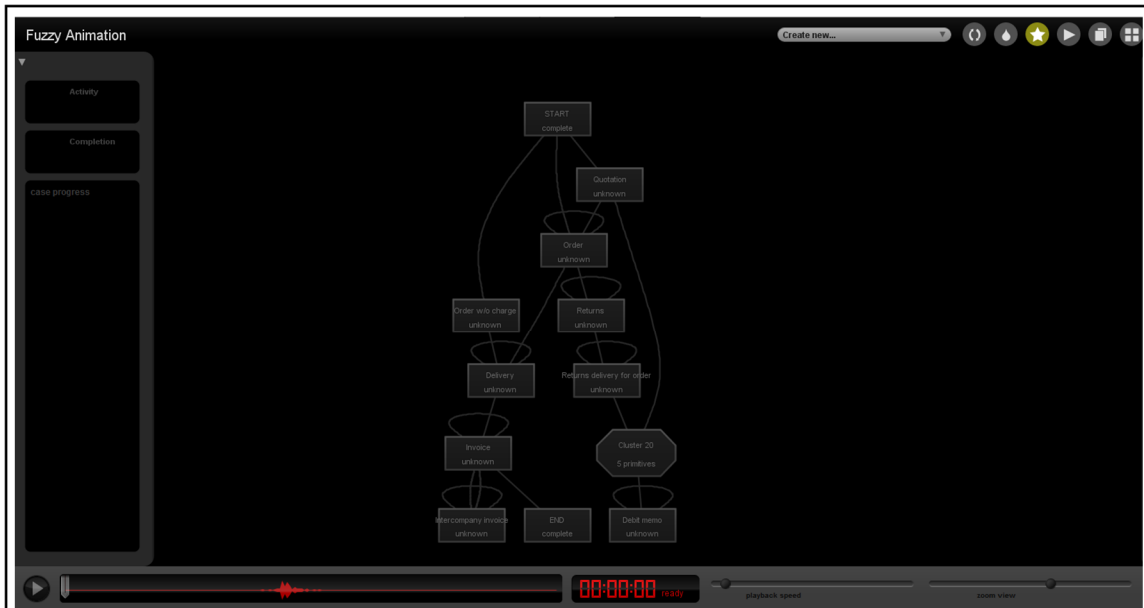 Fuzzy Animation
Create new...
Activity
Completion
case progress
START
complete
Quotation
unknown
Order
unknown
Order w/o charge
unknown
Returns
unknown
Delivery
unknown
Returns delivery for order
unknown
Invoice
unknown
Cluster 20
5 primitives
Intercompany invoice
unknown
END
complete
Debit memo
unknown
00:00:00 ready
playback speed
zoom view